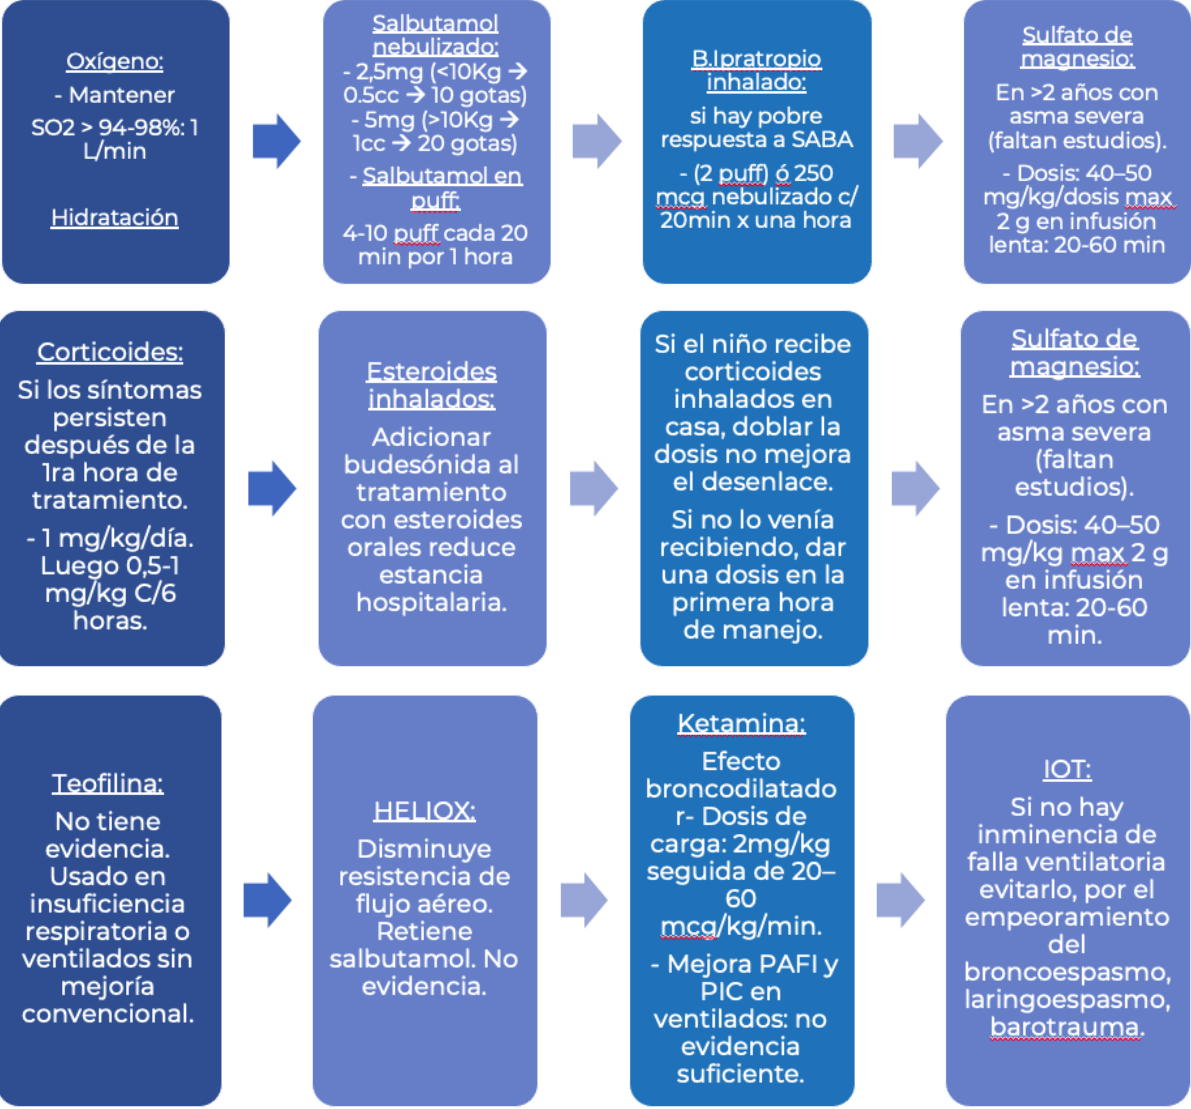 Oxígeno:
- Mantener
SO2 > 94-98%: 1
L/min
Hidratación
Salbutamol
nebulizado:
- 2,5mg (<10Kg →
0.5cc → 10 gotas)
- 5mg (>10Kg →
1cc → 20 gotas)
- Salbutamol en
puff:
4-10 puff cada 20
min por 1 hora
B.Ipratropio
inhalado:
si hay pobre
respuesta a SABA
- (2 puff) ó 250
mcg nebulizado c/
20min x una hora
Sulfato de
magnesio:
En >2 años con
asma severa
(faltan estudios).
- Dosis: 40–50
mg/kg/dosis max
2 g en infusión
lenta: 20-60 min
Corticoides:
Si los síntomas
persisten
después de la
1ra hora de
tratamiento.
- 1 mg/kg/día.
Luego 0,5-1
mg/kg C/6
horas.
Esteroides
inhalados:
Adicionar
budesónida al
tratamiento
con esteroides
orales reduce
estancia
hospitalaria.
Si el niño recibe
corticoides
inhalados en
casa, doblar la
dosis no mejora
el desenlace.
Si no lo venía
recibiendo, dar
una dosis en la
primera hora
de manejo.
Sulfato de
magnesio:
En >2 años con
asma severa
(faltan
estudios).
- Dosis: 40–50
mg/kg max 2 g
en infusión
lenta: 20-60
min.
Teofilina:
No tiene
evidencia.
Usado en
insuficiencia
respiratoria o
ventilados sin
mejoría
convencional.
HELIOX:
Disminuye
resistencia de
flujo aéreo.
Retiene
salbutamol. No
evidencia.
Ketamina:
Efecto
broncodilatado
r- Dosis de
carga: 2mg/kg
seguida de 20–
60
mcg/kg/min.
- Mejora PAFI y
PIC en
ventilados: no
evidencia
suficiente.
IOT:
Si no hay
inminencia de
falla ventilatoria
evitarlo, por el
empeoramiento
del
broncoespasmo,
laringoespasmo,
barotrauma.